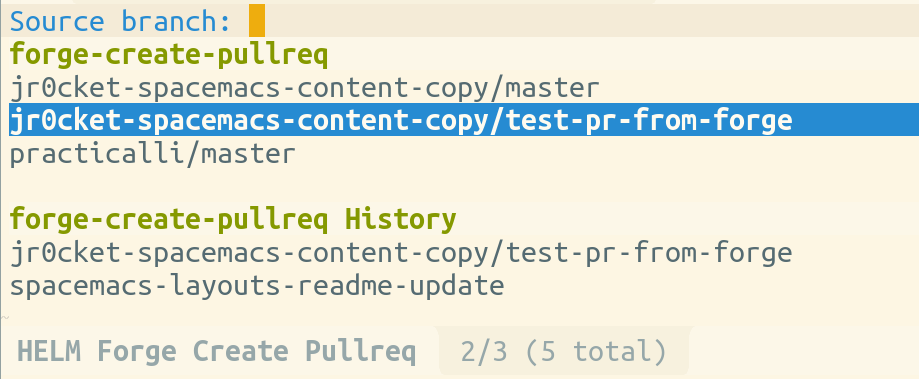 Source branch:
forge-create-pullreq
jr0cket-spacemacs-content-copy/master
jr0cket-spacemacs-content-copy/test-pr-from-forge
practicalli/master
forge-create-pullreq History
jr0cket-spacemacs-content-copy/test-pr-from-forge
spacemacs-layouts-readme-update
~
HELM Forge Create Pullreq 2/3 (5 total)